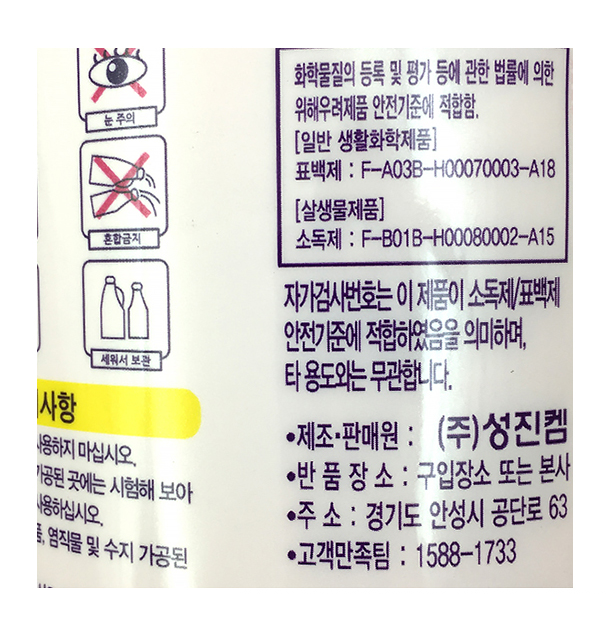 눈 주의
혼합금지
세워서 보관
사항
사용하지 마십시오.
가공된 곳에는 시험해 보아
사용하십시오.
염직물 및 수지 가공된
화학물질의 등록 및 평가 등에 관한 법률에 의한
위해우려제품 안전기준에 적합함.
[일반 생활화학제품]
표백제 : F-A03B-H00070003-A18
[살생물제품]
소독제 : F-B01B-H00080002-A15
자가검사번호는 이 제품이 소독제/표백제
안전기준에 적합하였음을 의미하며,
타 용도와는 무관합니다.
•제조·판매원 : (주)성진켐
•반 품 장 소 : 구입장소 또는 본사
•주 소 : 경기도 안성시 공단로 63
•고객만족팀 : 1588-1733